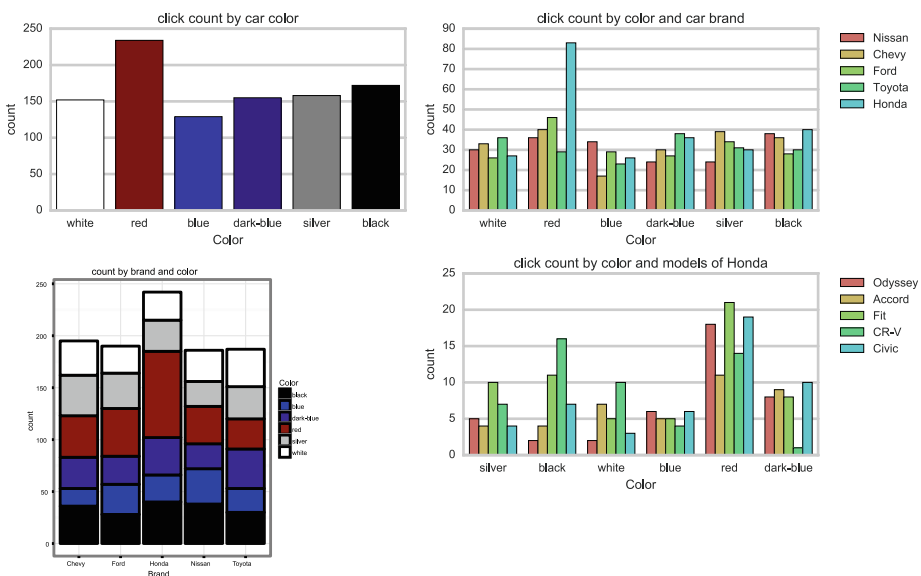 click count by car color
250
200
150
100
50
0
count
white red blue dark-blue silver black
Color
click count by color and car brand
90
80
70
60
50
40
30
20
10
0
count
white red blue dark-blue silver black
Color
Nissan
Chevy
Ford
Toyota
Honda
count by brand and color
250
200
150
100
50
0
count
Chevy Ford Honda Nissan Toyota
Brand
Color
black
blue
dark-blue
red
silver
white
click count by color and models of Honda
25
20
15
10
5
0
count
silver black white blue red dark-blue
Color
Odyssey
Accord
Fit
CR-V
Civic